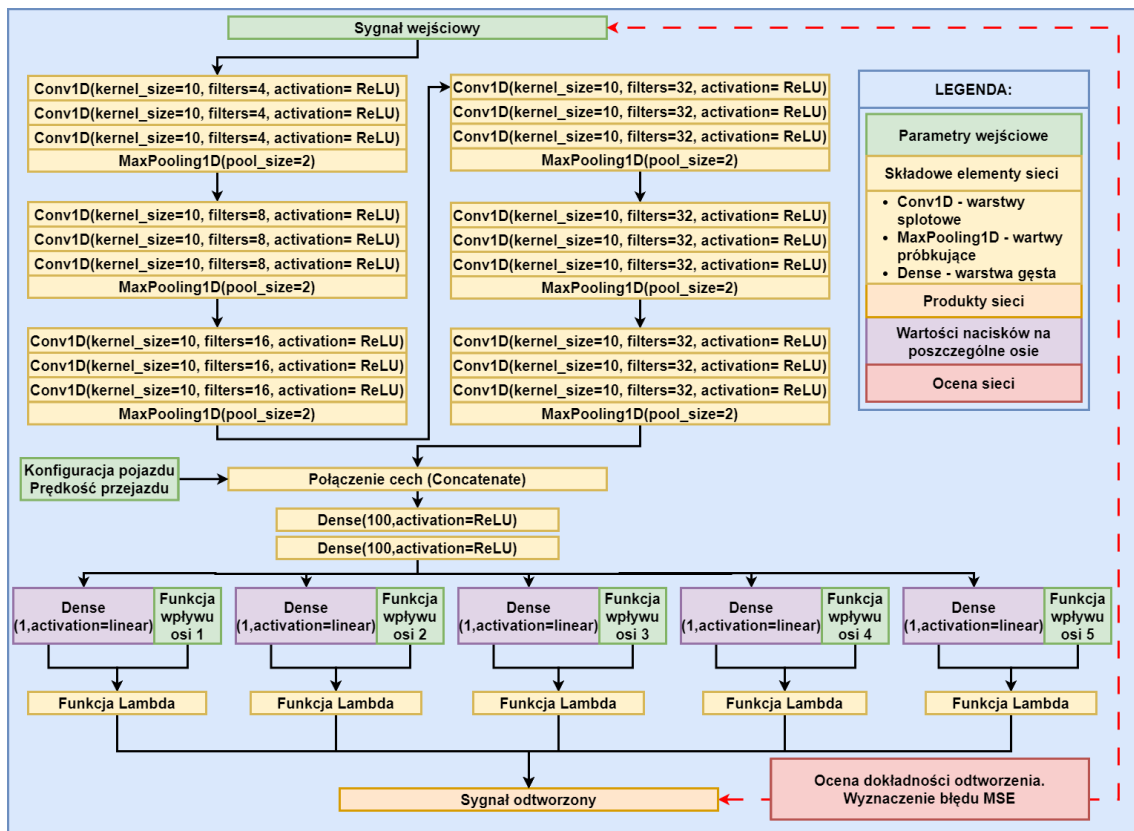 Sygnał wejściowy
Conv1D(kernel_size=10, filters=4, activation= ReLU)
Conv1D(kernel_size=10, filters=4, activation= ReLU)
Conv1D(kernel_size=10, filters=4, activation= ReLU)
MaxPooling1D(pool_size=2)
Conv1D(kernel_size=10, filters=8, activation= ReLU)
Conv1D(kernel_size=10, filters=8, activation= ReLU)
Conv1D(kernel_size=10, filters=8, activation= ReLU)
MaxPooling1D(pool_size=2)
Conv1D(kernel_size=10, filters=16, activation= ReLU)
Conv1D(kernel_size=10, filters=16, activation= ReLU)
Conv1D(kernel_size=10, filters=16, activation= ReLU)
MaxPooling1D(pool_size=2)
Conv1D(kernel_size=10, filters=32, activation= ReLU)
Conv1D(kernel_size=10, filters=32, activation= ReLU)
Conv1D(kernel_size=10, filters=32, activation= ReLU)
MaxPooling1D(pool_size=2)
Conv1D(kernel_size=10, filters=32, activation= ReLU)
Conv1D(kernel_size=10, filters=32, activation= ReLU)
Conv1D(kernel_size=10, filters=32, activation= ReLU)
MaxPooling1D(pool_size=2)
Conv1D(kernel_size=10, filters=32, activation= ReLU)
Conv1D(kernel_size=10, filters=32, activation= ReLU)
Conv1D(kernel_size=10, filters=32, activation= ReLU)
MaxPooling1D(pool_size=2)
LEGENDA:
Parametry wejściowe
Składowe elementy sieci
• Conv1D - warstwy
splotowe
• MaxPooling1D - wartwy
próbkujące
• Dense - warstwa gęsta
Produkty sieci
Wartości nacisków na
poszczególne osie
Ocena sieci
Konfiguracja pojazdu
Prędkość przejazdu
Połączenie cech (Concatenate)
Dense(100,activation=ReLU)
Dense(100,activation=ReLU)
Dense
(1,activation=linear)
Funkcja
wpływu
osi 1
Dense
(1,activation=linear)
Funkcja
wpływu
osi 2
Dense
(1,activation=linear)
Funkcja
wpływu
osi 3
Dense
(1,activation=linear)
Funkcja
wpływu
osi 4
Dense
(1,activation=linear)
Funkcja
wpływu
osi 5
Funkcja Lambda
Funkcja Lambda
Funkcja Lambda
Funkcja Lambda
Funkcja Lambda
Sygnał odtworzony
Ocena dokładności odtworzenia.
Wyznaczenie błędu MSE